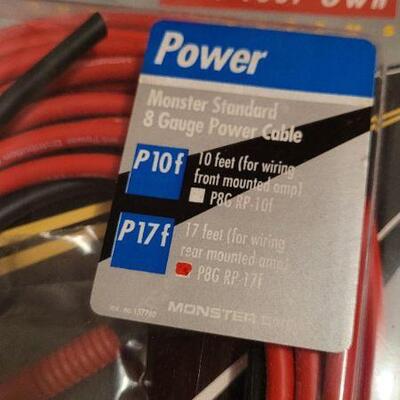 Own
Power
Monster Standard
8 Gauge Power Cable
P10f
10 feet (for wiring
front mounted amp)
P8G RP-10f
P17f
17 feet (for wiring
rear mounted amp)
P8G RP-17f
MONSTER